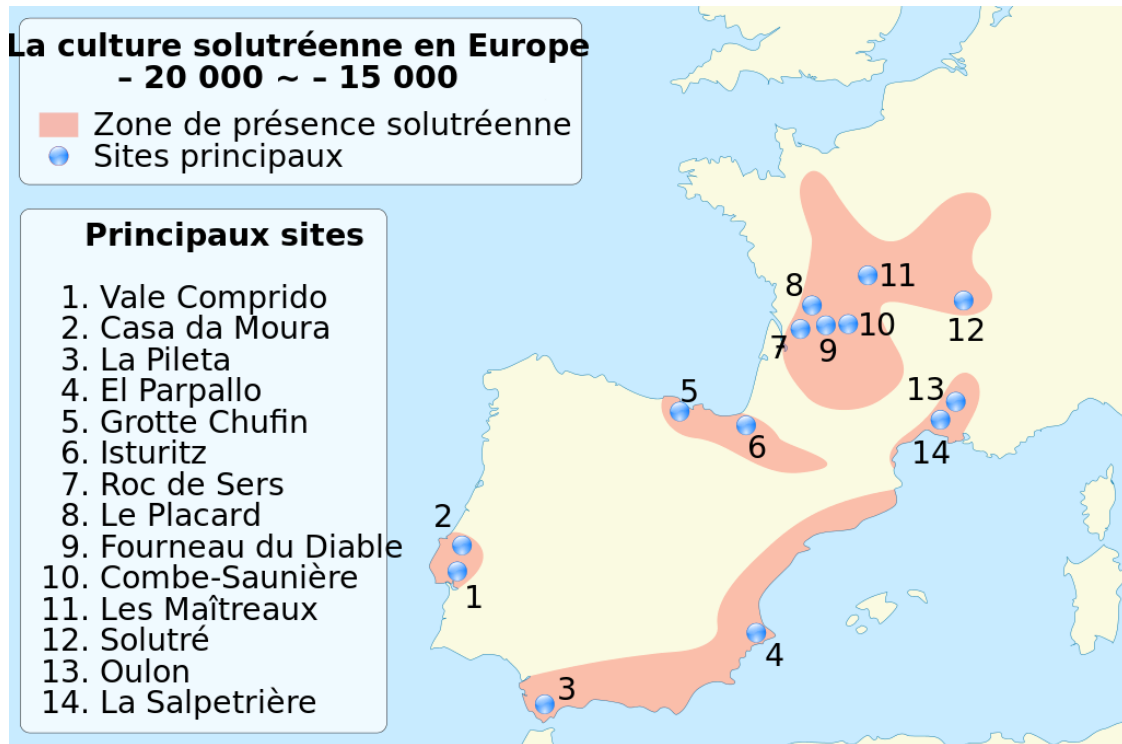 La culture solutréenne en Europe
– 20 000 ~ – 15 000
Zone de présence solutréenne
Sites principaux
Principaux sites
1. Vale Comprido
2. Casa da Moura
3. La Pileta
4. El Parpallo
5. Grotte Chufin
6. Isturitz
7. Roc de Sers
8. Le Placard
9. Fourneau du Diable
10. Combe-Saunière
11. Les Maîtreaux
12. Solutré
13. Oulon
14. La Salpetrière
11
8
10
12
7
9
13
5
6
14
2
1
4
3